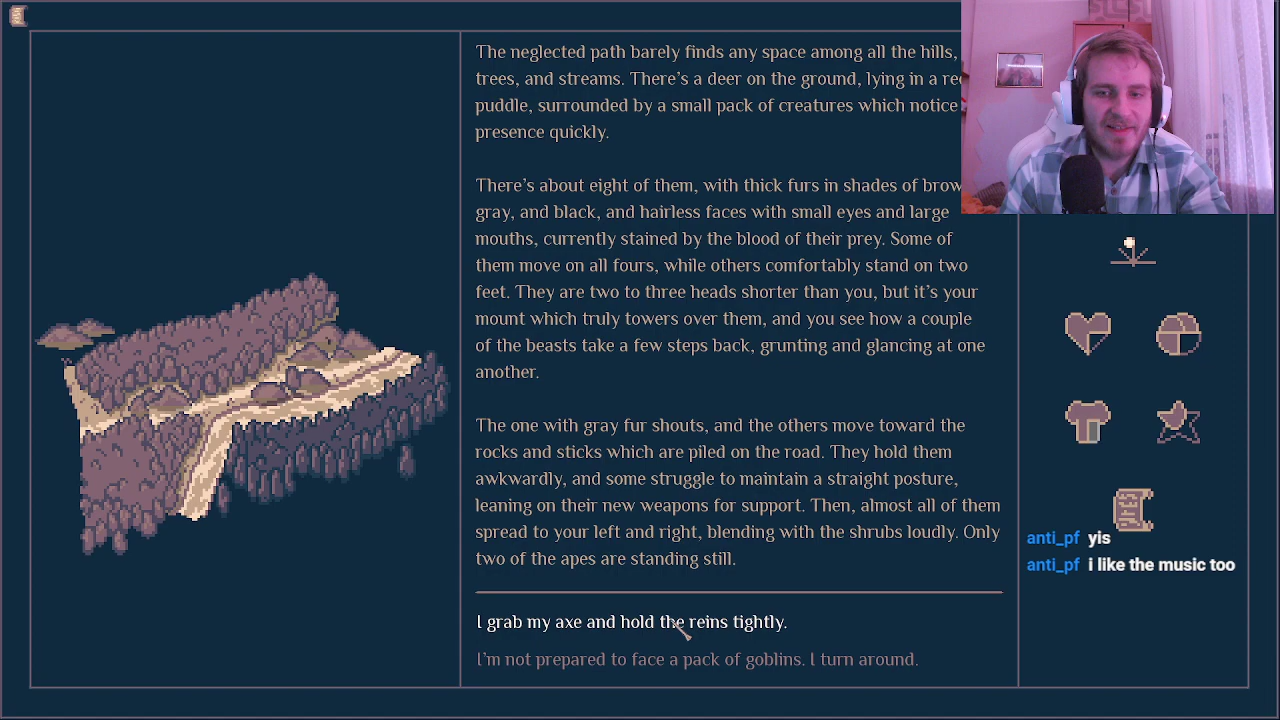 The neglected path barely finds any space among all the hills,
trees, and streams. There's a deer on the ground, lying in a
puddle, surrounded by a small pack of creatures which notice
presence quickly.
There's about eight of them, with thick furs in shades of
gray, and black, and hairless faces with small eyes and large
mouths, currently stained by the blood of their prey. Some of
them move on all fours, while others comfortably stand on two
feet. They are two to three heads shorter than you, but it's your
mount which truly towers over them, and you see how a couple
of the beasts take a few steps back, grunting and glancing at one
another.
The one with gray fur shouts, and the others move toward the
rocks and sticks which are piled on the road. They hold them
awkwardly, and some struggle to maintain a straight posture,
leaning on their new weapons for support. Then, almost all of them
spread to your left and right, blending with the shrubs loudly. Only
two of the apes are standing still.
I grab my axe and hold the reins tightly.
I'm not prepared to face a pack of goblins. I turn around.
anti_pf yis
anti_pf i like the music too